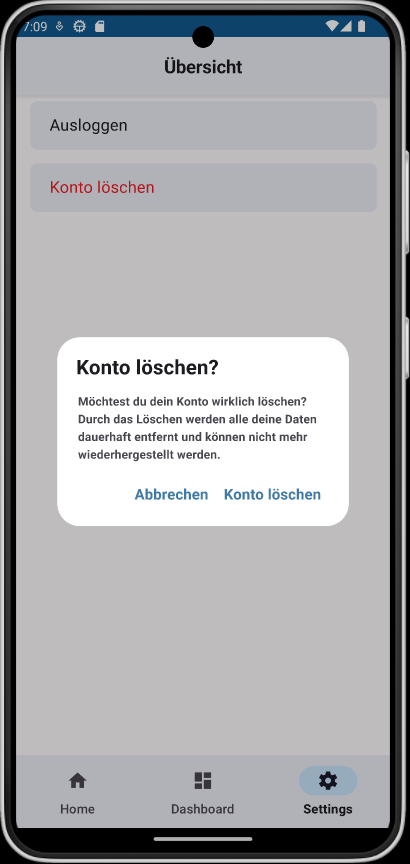 7:09
Übersicht
Ausloggen
Konto löschen
Konto löschen?
Möchtest du dein Konto wirklich löschen?
Durch das Löschen werden alle deine Daten
dauerhaft entfernt und können nicht mehr
wiederhergestellt werden.
Abbrechen Konto löschen
Home Dashboard Settings